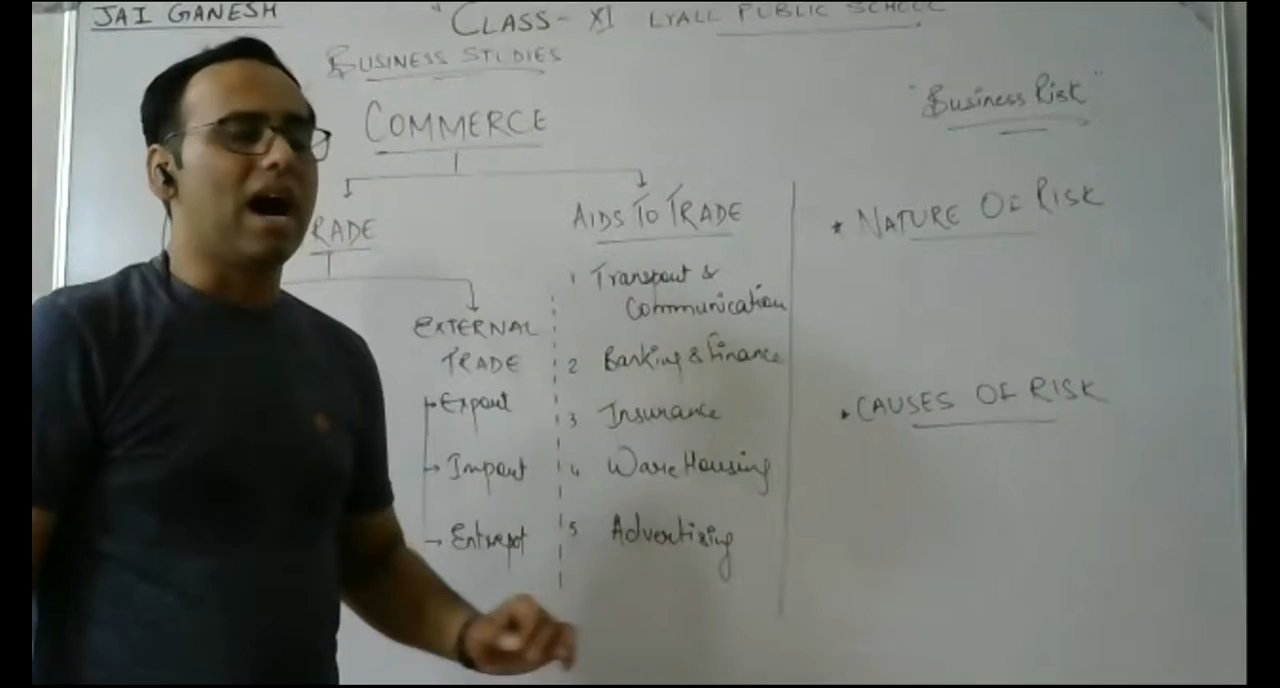 JAI GANESH
"CLASS- XI LYALL PUBLIC SCHOOL
BUSINESS STUDIES
COMMERCE
RADE
EXTERNAL
TRADE
Export
Import
Entrepot
AIDS TO TRADE
1 Transport &
Communication
2 Banking & Finance
3 Insurance
4 Ware Housing
5 Advertizing
"Business Risk"
* NATURE OF RISK
• CAUSES OF RISK